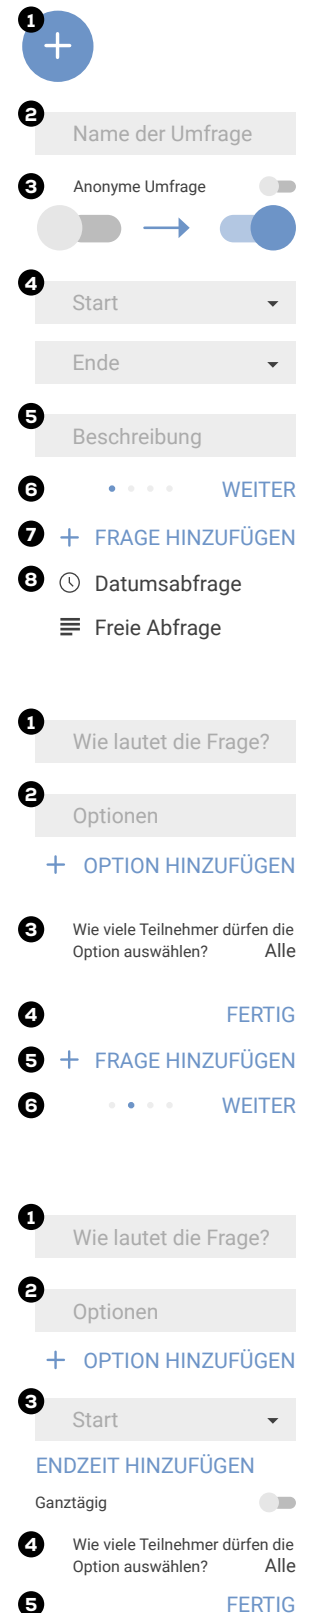 1
2
Name der Umfrage
3 Anonyme Umfrage
4
Start
Ende
5
Beschreibung
6 WEITER
7 + FRAGE HINZUFÜGEN
8 Datumsabfrage
Freie Abfrage
1
Wie lautet die Frage?
2
Optionen
+ OPTION HINZUFÜGEN
3 Wie viele Teilnehmer dürfen die
Option auswählen? Alle
4 FERTIG
5 + FRAGE HINZUFÜGEN
6 WEITER
1
Wie lautet die Frage?
2
Optionen
+ OPTION HINZUFÜGEN
3
Start
ENDZEIT HINZUFÜGEN
Ganztägig
4 Wie viele Teilnehmer dürfen die
Option auswählen? Alle
5 FERTIG